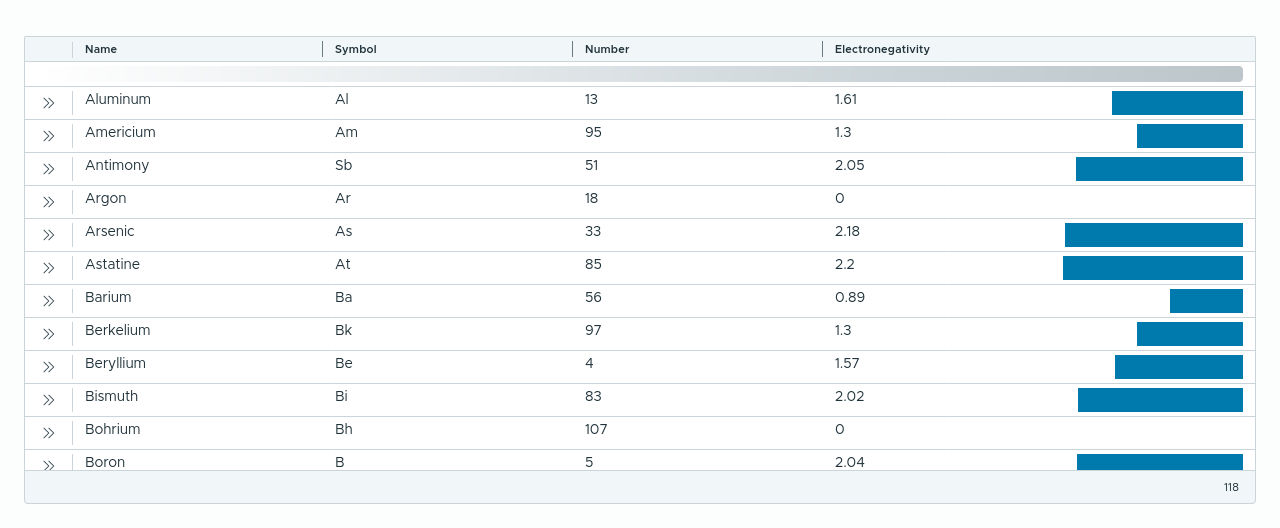 Name Symbol Number Electronegativity
Aluminum Al 13 1.61
Americium Am 95 1.3
Antimony Sb 51 2.05
Argon Ar 18 0
Arsenic As 33 2.18
Astatine At 85 2.2
Barium Ba 56 0.89
Berkelium Bk 97 1.3
Beryllium Be 4 1.57
Bismuth Bi 83 2.02
Bohrium Bh 107 0
Boron B 5 2.04
118